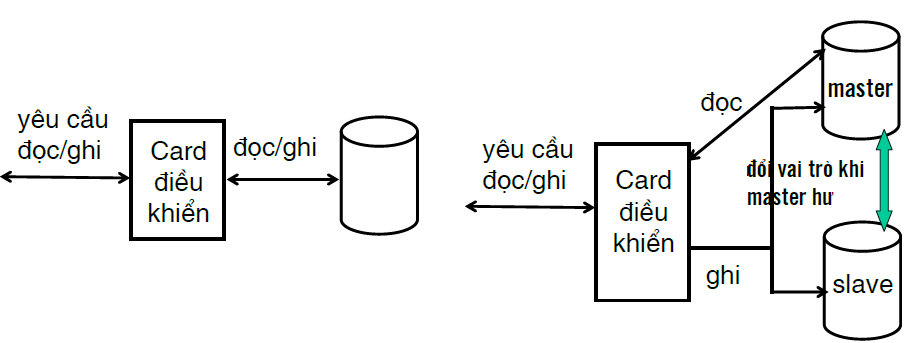 yêu cầu
đọc/ghi
Card
điều
khiển
đọc/ghi
yêu cầu
đọc/ghi
Card
điều
khiển
đọc
ghi
master
đổi vai trò khi
master hư
slave